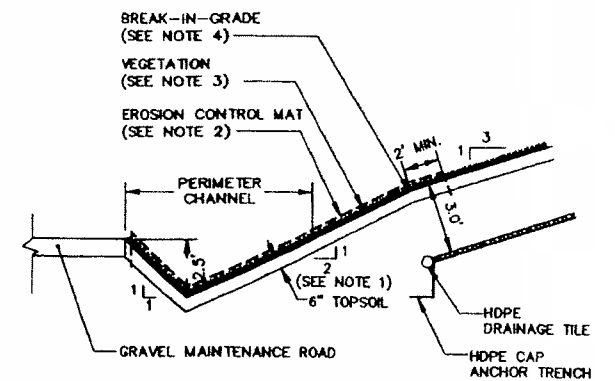 BREAK-IN-GRADE
(SEE NOTE 4)
VEGETATION
(SEE NOTE 3)
EROSION CONTROL MAT
(SEE NOTE 2)
2' MIN.
3
1
PERIMETER
CHANNEL
3.0'
2.5'
1
2
(SEE NOTE 1)
6" TOPSOIL
1
1
HDPE
DRAINAGE TILE
GRAVEL MAINTENANCE ROAD
HDPE CAP
ANCHOR TRENCH